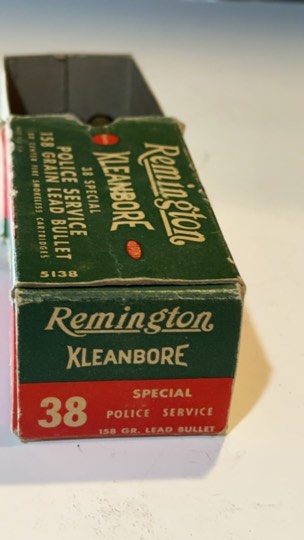 Remington
KLEANBORE
38 SPECIAL
POLICE SERVICE
158 GRAIN LEAD BULLET
5138
Remington
KLEANBORE
38
SPECIAL
POLICE SERVICE
158 GR. LEAD BULLET